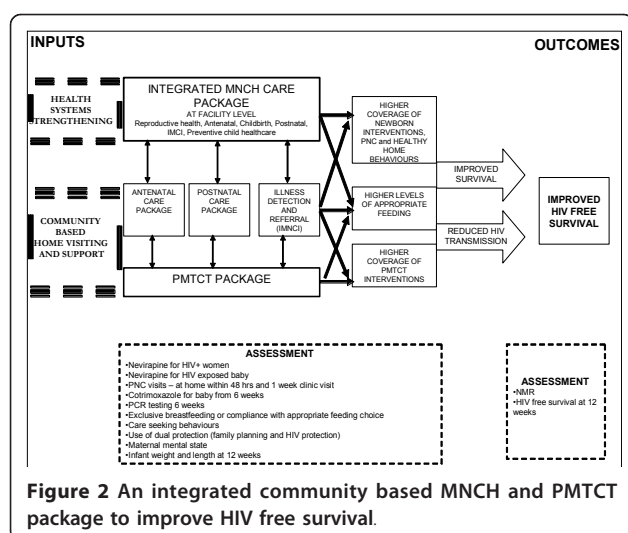 INPUTS
OUTCOMES
HEALTH
SYSTEMS
STRENGTHENING
INTEGRATED MNCH CARE
PACKAGE
AT FACILITY LEVEL
Reproductive health, Antenatal, Childbirth, Postnatal,
IMCI, Preventive child healthcare
HIGHER
COVERAGE OF
NEWBORN
INTERVENTIONS,
PNC and HEALTHY
HOME
BEHAVIOURS
IMPROVED
SURVIVAL
COMMUNITY
BASED
HOME VISITING
AND SUPPORT
ANTENATAL
CARE
PACKAGE
POSTNATAL
CARE
PACKAGE
ILLNESS
DETECTION
AND
REFERRAL
(IMNCI)
HIGHER LEVELS
OF APPROPRIATE
FEEDING
IMPROVED
HIV FREE
SURVIVAL
REDUCED HIV
TRANSMISSION
PMTCT PACKAGE
HIGHER
COVERAGE OF
PMTCT
INTERVENTIONS
ASSESSMENT
•Nevirapine for HIV+ women
•Nevirapine for HIV exposed baby
•PNC visits – at home within 48 hrs and 1 week clinic visit
•Cotrimoxazole for baby from 6 weeks
•PCR testing 6 weeks
•Exclusive breastfeeding or compliance with appropriate feeding choice
•Care seeking behaviours
•Use of dual protection (family planning and HIV protection)
•Maternal mental state
•Infant weight and length at 12 weeks
ASSESSMENT
•NMR
•HIV free survival at 12
weeks
Figure 2 An integrated community based MNCH and PMTCT
package to improve HIV free survival.